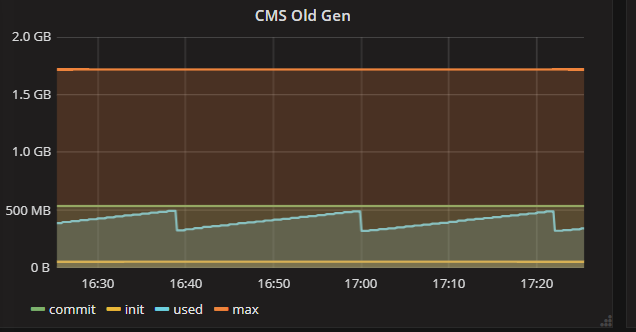 CMS Old Gen
2.0 GB
1.5 GB
1.0 GB
500 MB
0 B
16:30 16:40 16:50 17:00 17:10 17:20
commit init used max